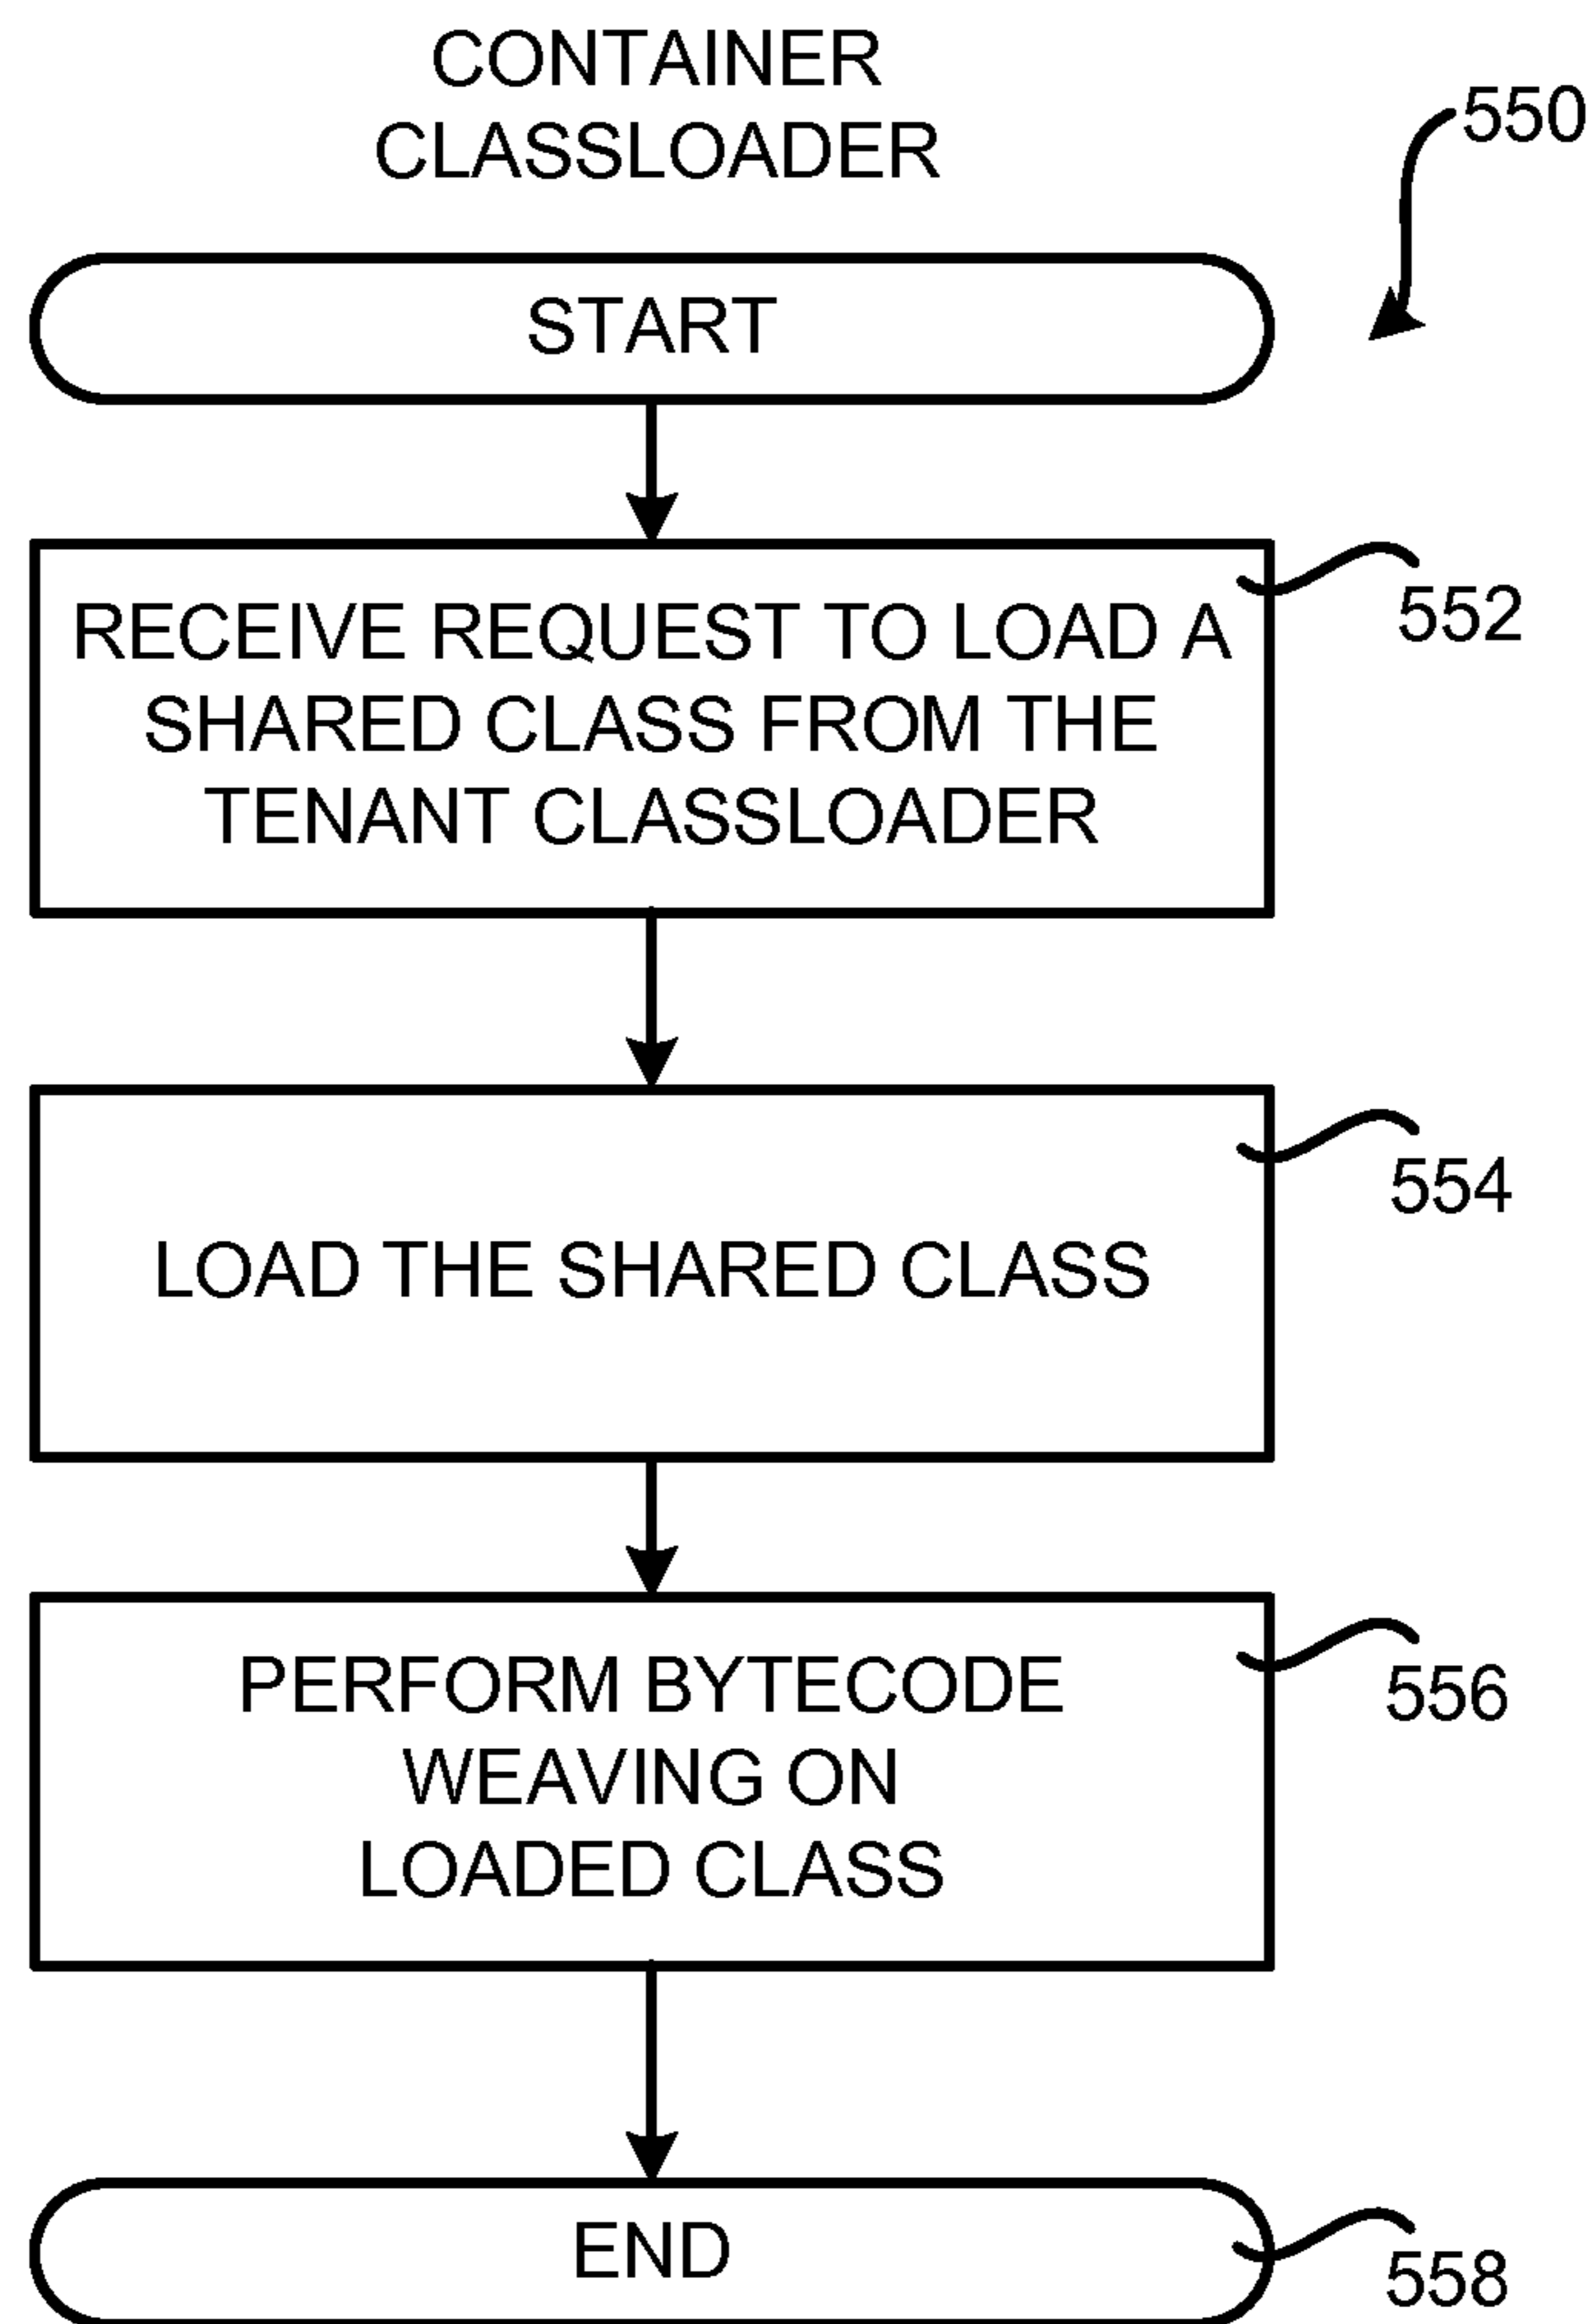 CONTAINER
CLASSLOADER
550
START
RECEIVE REQUEST TO LOAD A
SHARED CLASS FROM THE
TENANT CLASSLOADER
552
LOAD THE SHARED CLASS
554
PERFORM BYTECODE
WEAVING ON
LOADED CLASS
556
END
558